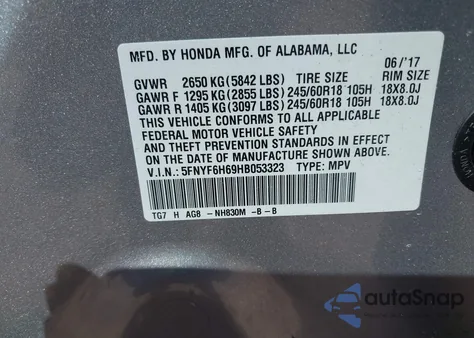 MFD. BY HONDA MFG. OF ALABAMA, LLC 06/'17
GVWR 2650 KG (5842 LBS) TIRE SIZE RIM SIZE
GAWR F 1295 KG (2855 LBS) 245/60R18 105H 18X8.0J
GAWR R 1405 KG (3097 LBS) 245/60R18 105H 18X8.0J
THIS VEHICLE CONFORMS TO ALL APPLICABLE
FEDERAL MOTOR VEHICLE SAFETY
AND THEFT PREVENTION STANDARDS IN EFFECT
ON THE DATE OF MANUFACTURE SHOWN ABOVE.
V.I.N.: 5FNYF6H69HB053323 TYPE: MPV
TG7 H AG8 -NH830M -B -B
autoSnap